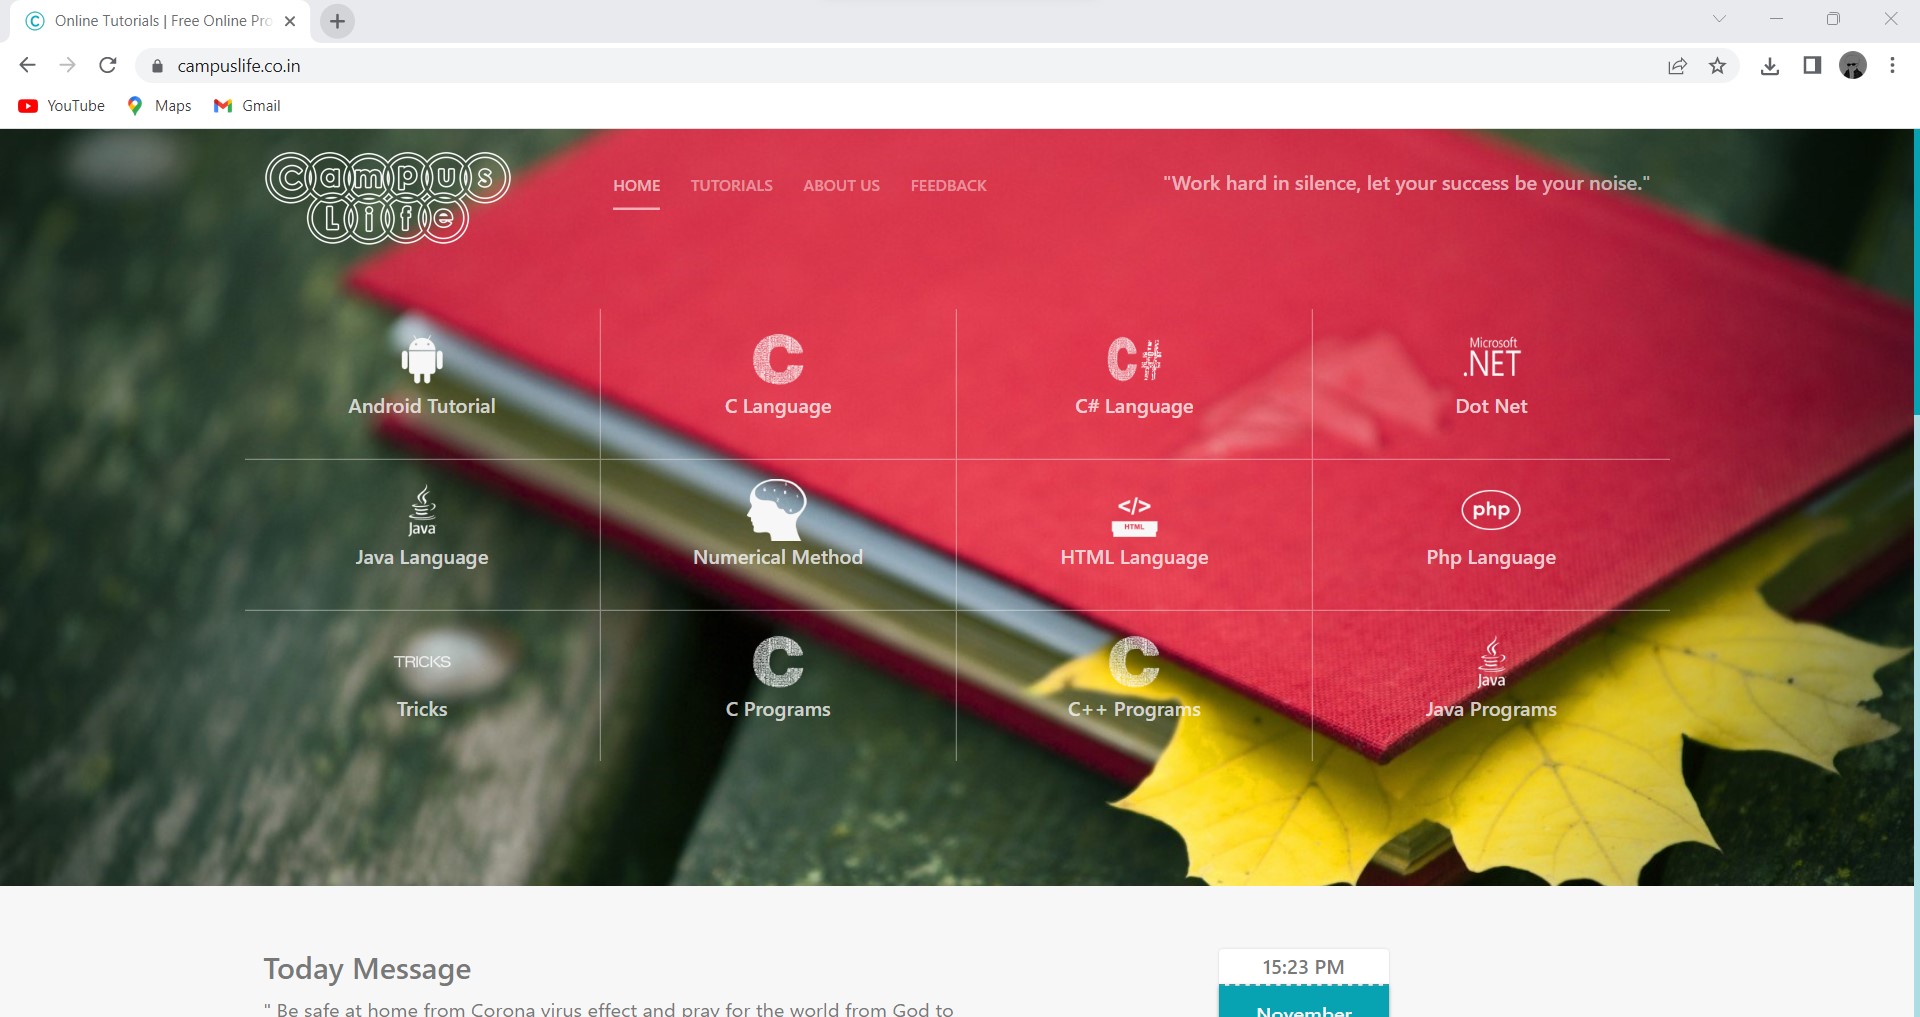 Online Tutorials | Free Online Pro
campuslife.co.in
YouTube Maps Gmail
Campus
Life
HOME TUTORIALS ABOUT US FEEDBACK
"Work hard in silence, let your success be your noise."
Microsoft
.NET
Android Tutorial
C Language
C# Language
Dot Net
Java
</>
HTML
php
Java Language
Numerical Method
HTML Language
Php Language
TRICKS
C
C
Java
Tricks
C Programs
C++ Programs
Java Programs
Today Message
15:23 PM
" Be safe at home from Corona virus effect and pray for the world from God to
November